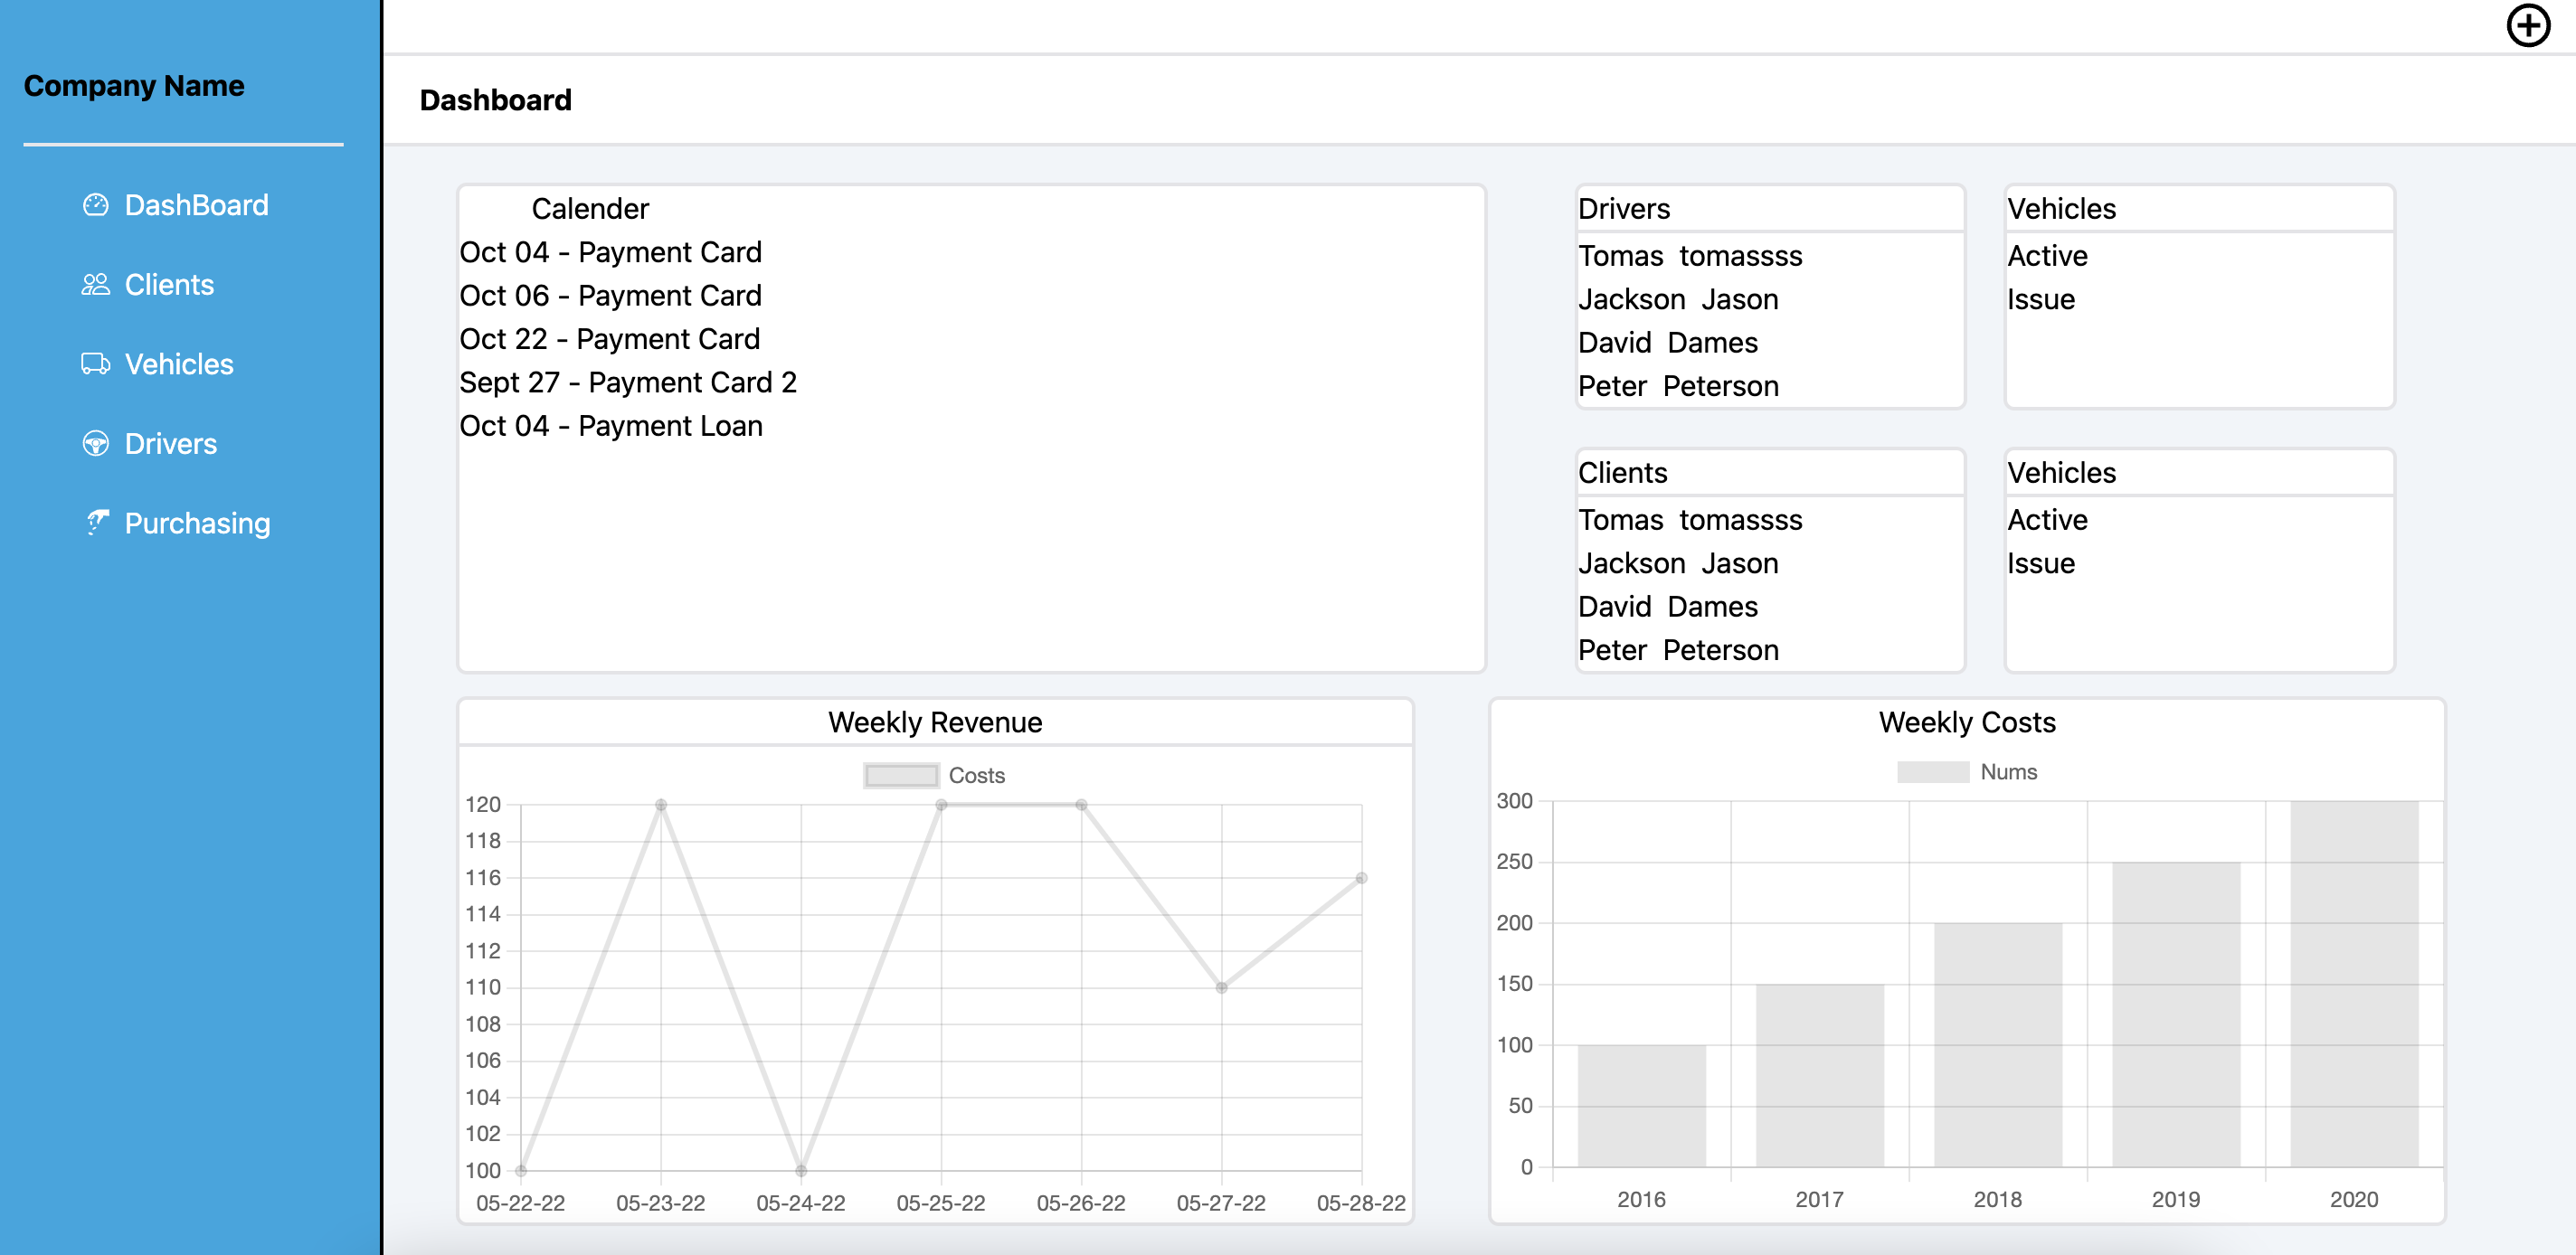 Company Name
DashBoard
Clients
Vehicles
Drivers
Purchasing
Dashboard
Calender
Oct 04 - Payment Card
Oct 06 - Payment Card
Oct 22 - Payment Card
Sept 27 - Payment Card 2
Oct 04 - Payment Loan
Drivers
Tomas tomassss
Jackson Jason
David Dames
Peter Peterson
Vehicles
Active
Issue
Clients
Tomas tomassss
Jackson Jason
David Dames
Peter Peterson
Vehicles
Active
Issue
Weekly Revenue
Costs
120
118
116
114
112
110
108
106
104
102
100
05-22-22 05-23-22 05-24-22 05-25-22 05-26-22 05-27-22 05-28-22
Weekly Costs
Nums
300
250
200
150
100
50
0
2016 2017 2018 2019 2020